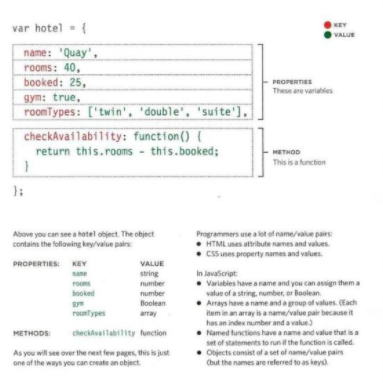 var hotel = {
KEY
VALUE
name: 'Quay',
rooms: 40,
booked: 25,
gym: true,
roomTypes: ['twin', 'double', 'suite'],
PROPERTIES
These are variables
checkAvailability: function() {
return this.rooms - this.booked;
}
METHOD
This is a function
};
Above you can see a hotel object. The object
contains the following key/value pairs:
PROPERTIES: KEY VALUE
name string
rooms number
booked number
gym Boolean
roomTypes array
METHODS: checkAvailability function
As you will see over the next few pages, this is just
one of the ways you can create an object.
Programmers use a lot of name/value pairs:
● HTML uses attribute names and values.
● CSS uses property names and values.
In JavaScript:
● Variables have a name and you can assign them a
value of a string, number, or Boolean.
● Arrays have a name and a group of values. (Each
item in an array is a name/value pair because it
has an index number and a value.)
● Named functions have a name and value that is a
set of statements to run if the function is called.
● Objects consist of a set of name/value pairs
(but the names are referred to as keys).